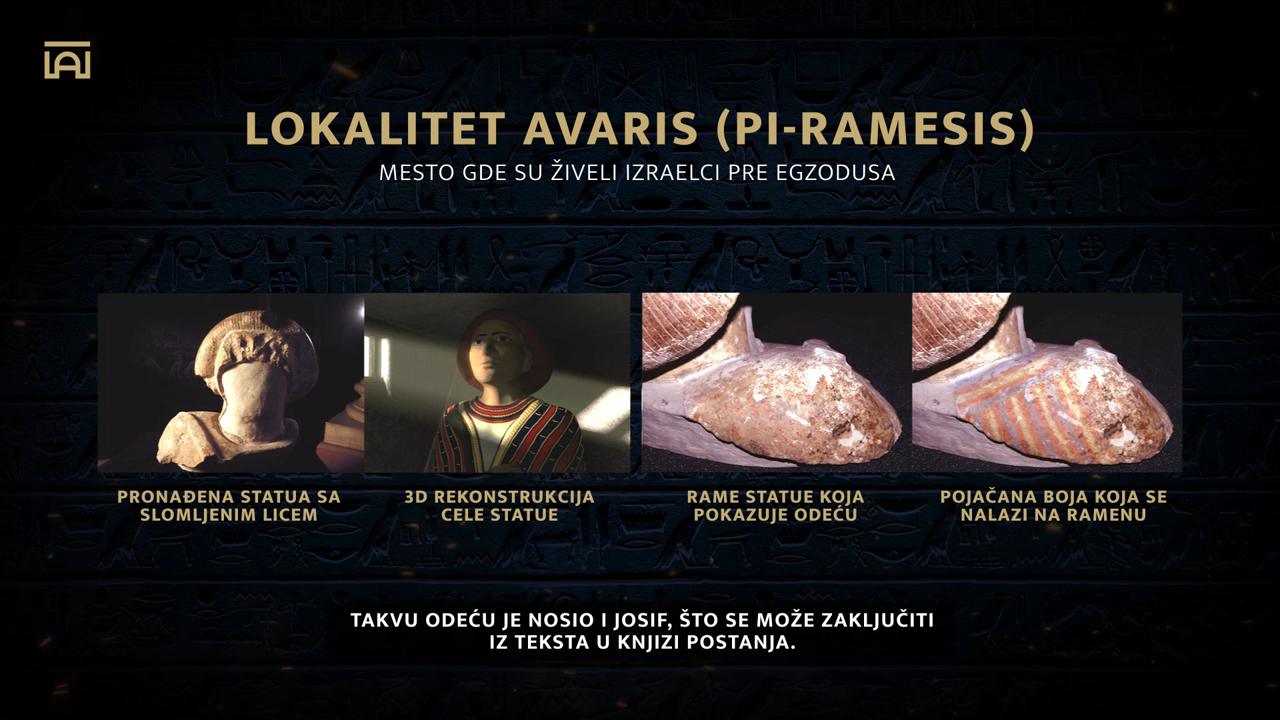 LOKALITET AVARIS (PI-RAMESIS)
MESTO GDE SU ŽIVELI IZRAELCI PRE EGZODUSA
PRONAĐENA STATUA SA
SLOMLJENIM LICEM
3D REKONSTRUKCIJA
CELE STATUE
RAME STATUE KOJA
POKAZUJE ODEĆU
POJAČANA BOJA KOJA SE
NALAZI NA RAMENU
TAKVU ODEĆU JE NOSIO I JOSIF, ŠTO SE MOŽE ZAKLJUČITI
IZ TEKSTA U KNJIZI POSTANJA.